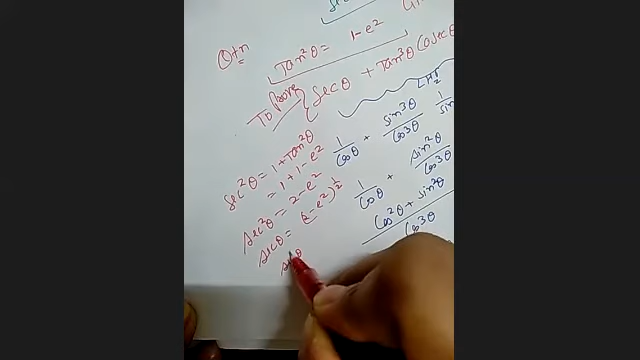 Qtn
Tan²θ = 1 - e²
To Prove { Secθ + Tan³θ Cosecθ
LHS
1/Cosθ + Sin³θ/Cos³θ
1/Cosθ + Sin²θ/Cos³θ
Cos²θ + Sin²θ / Cos³θ
Sec²θ = 1 + Tan²θ
= 1 + 1 - e²
Sec²θ = 2 - e²
Secθ = (2 - e²)^1/2
Secθ